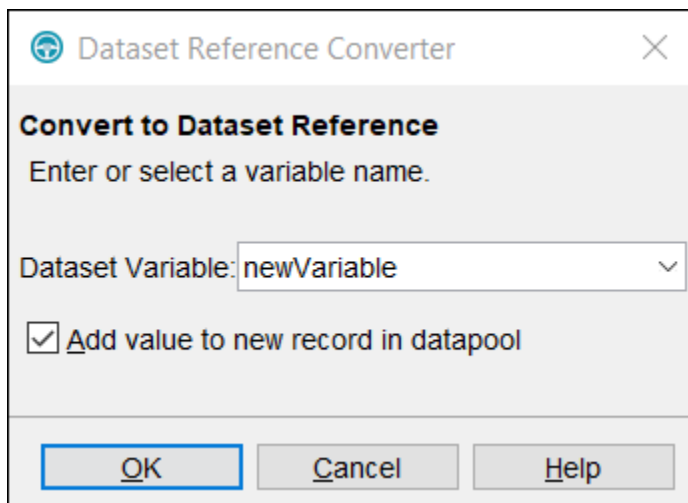 Dataset Reference Converter
Convert to Dataset Reference
Enter or select a variable name.
Dataset Variable: newVariable
Add value to new record in datapool
OK Cancel Help